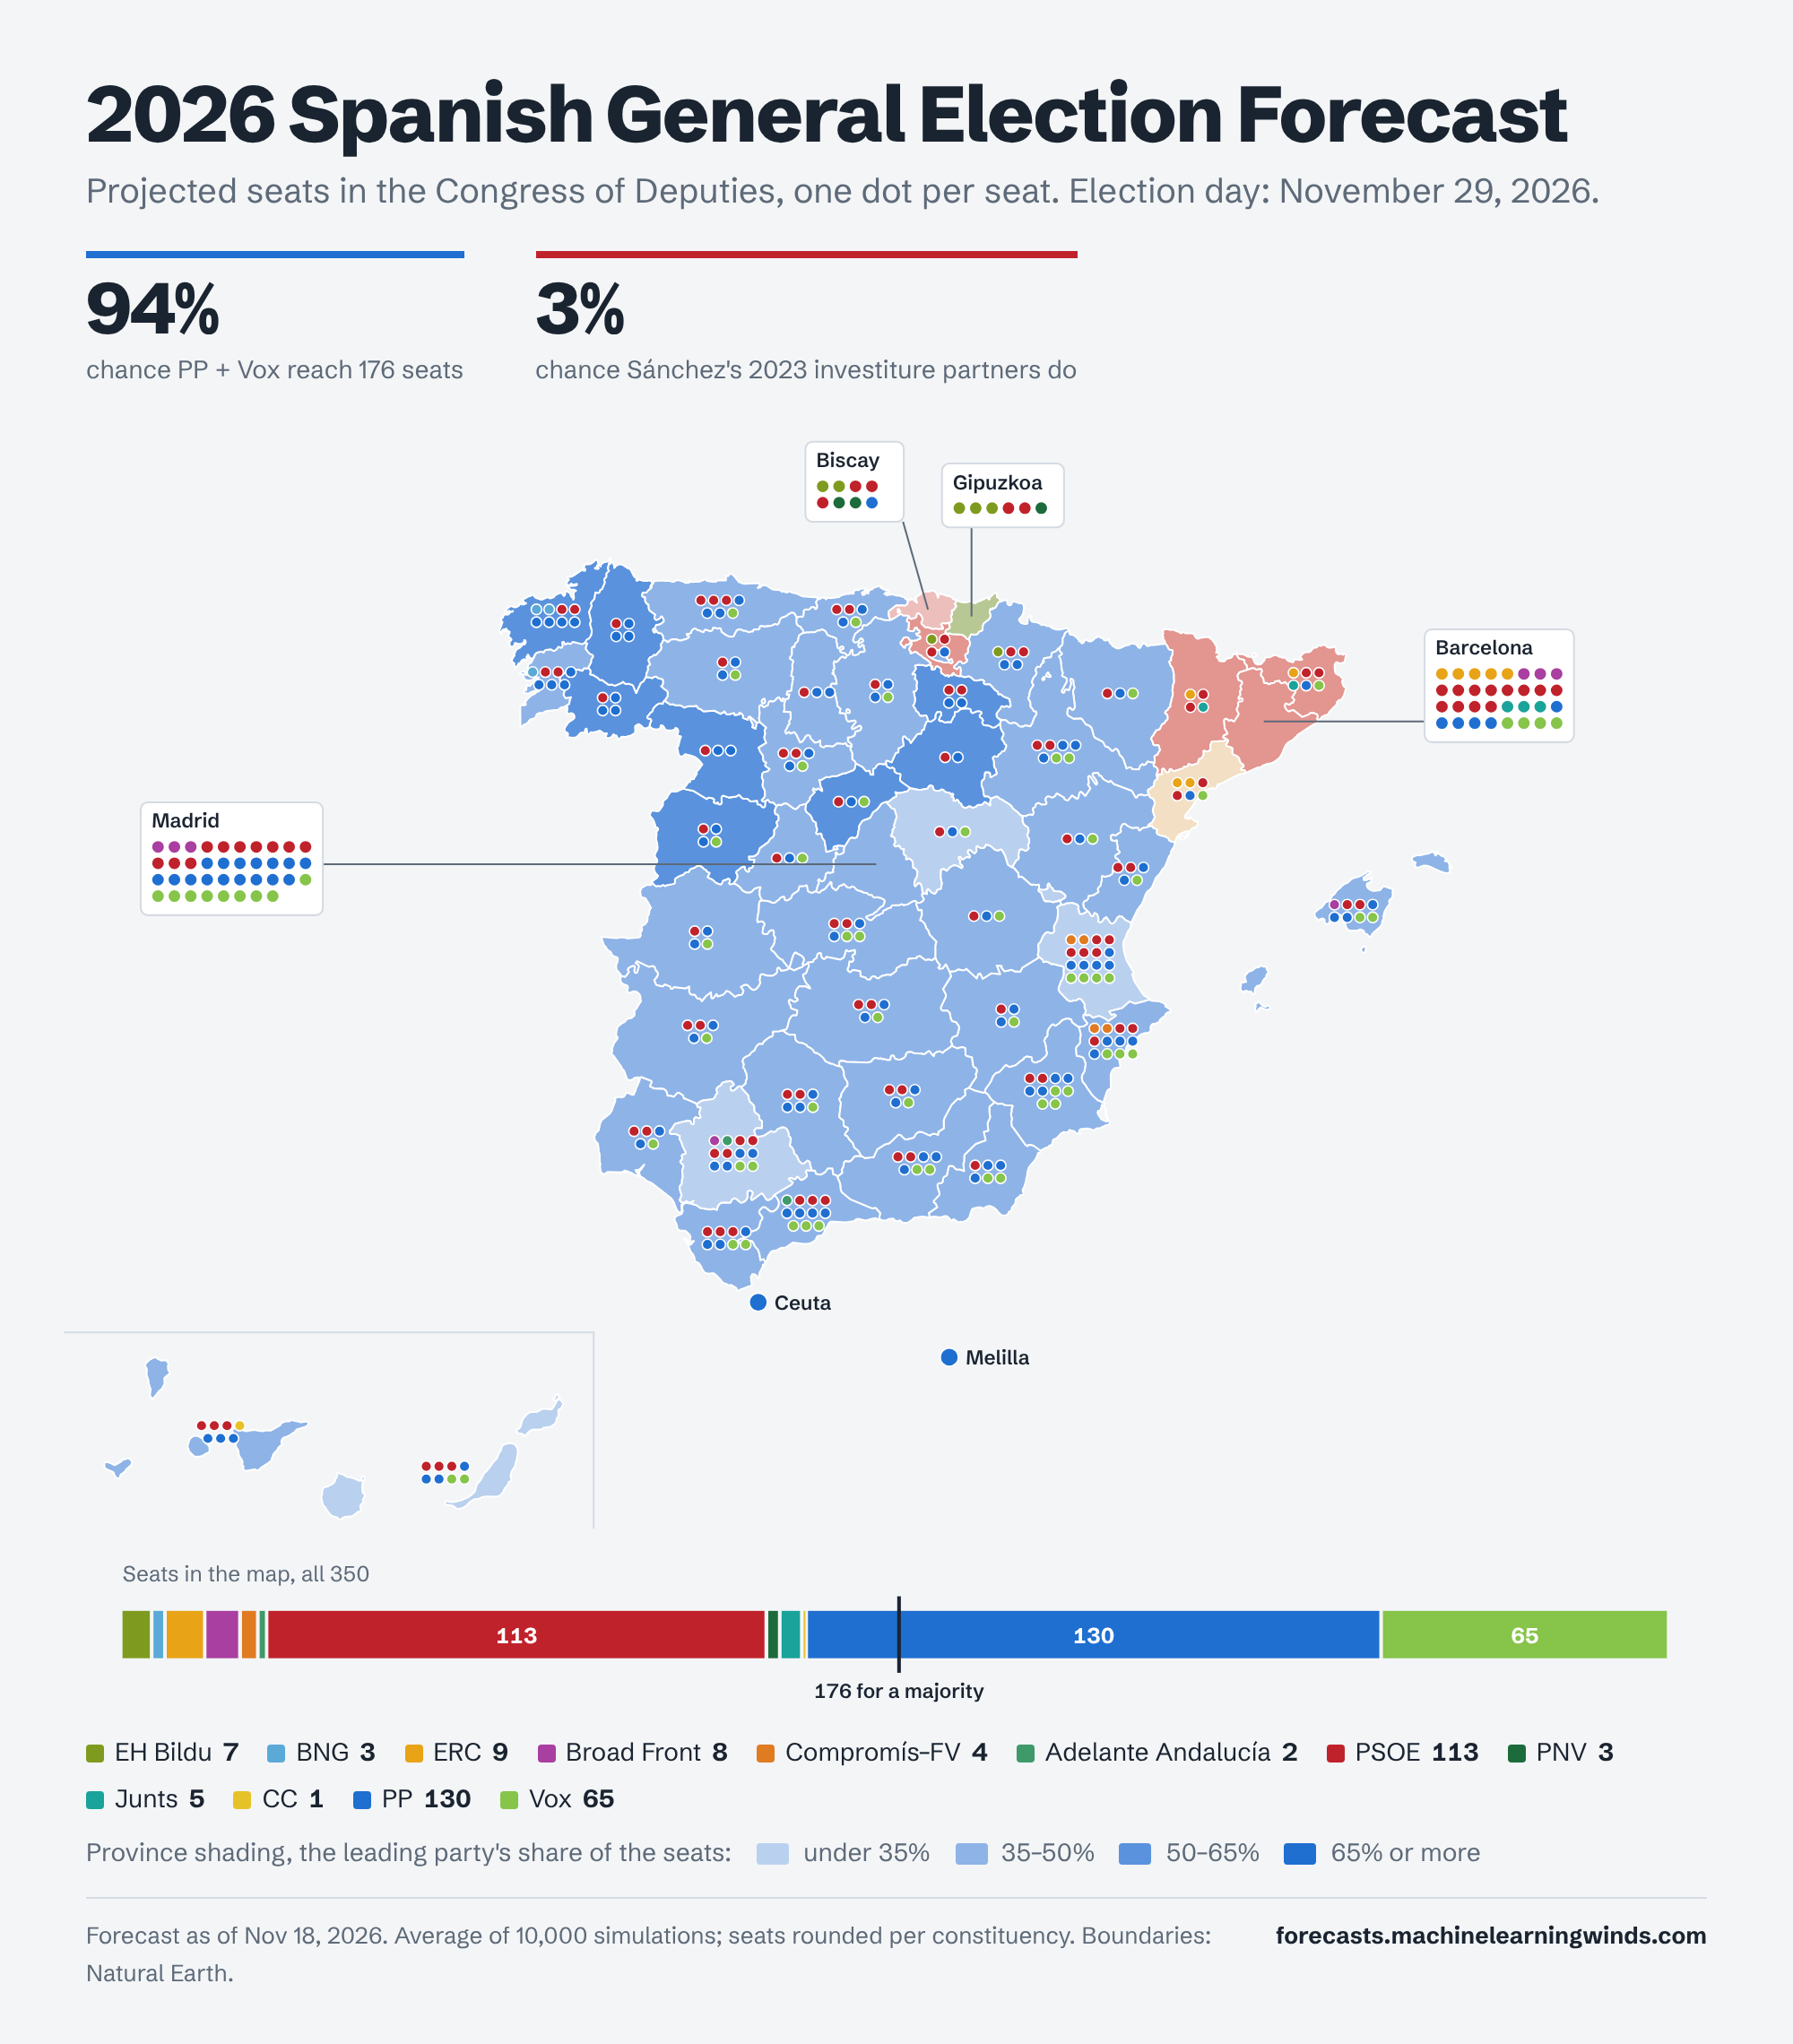 2026 Spanish General Election Forecast
Projected seats in the Congress of Deputies, one dot per seat. Election day: November 29, 2026.
94%
chance PP + Vox reach 176 seats
3%
chance Sánchez's 2023 investiture partners do
Biscay
Gipuzkoa
Barcelona
Madrid
Ceuta
Melilla
Seats in the map, all 350
113
130
65
176 for a majority
EH Bildu 7 BNG 3 ERC 9 Broad Front 8 Compromís-FV 4 Adelante Andalucía 2 PSOE 113 PNV 3
Junts 5 CC 1 PP 130 Vox 65
Province shading, the leading party's share of the seats: under 35% 35–50% 50–65% 65% or more
Forecast as of Nov 18, 2026. Average of 10,000 simulations; seats rounded per constituency. Boundaries:
Natural Earth.
forecasts.machinelearningwinds.com